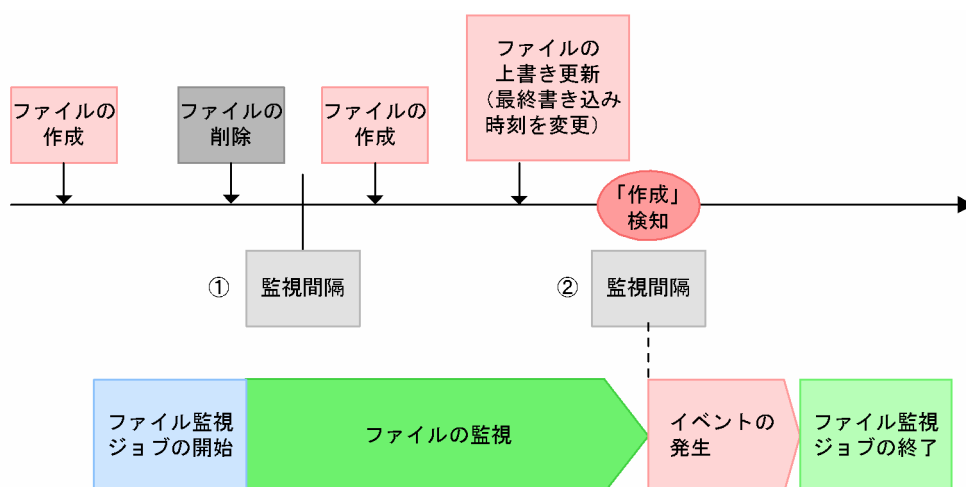 ファイルの
上書き更新
（最終書き込み
時刻を変更）
ファイルの
作成
ファイルの
削除
ファイルの
作成
「作成」
検知
①
監視間隔
②
監視間隔
ファイル監視
ジョブの開始
ファイルの監視
イベントの
発生
ファイル監視
ジョブの終了